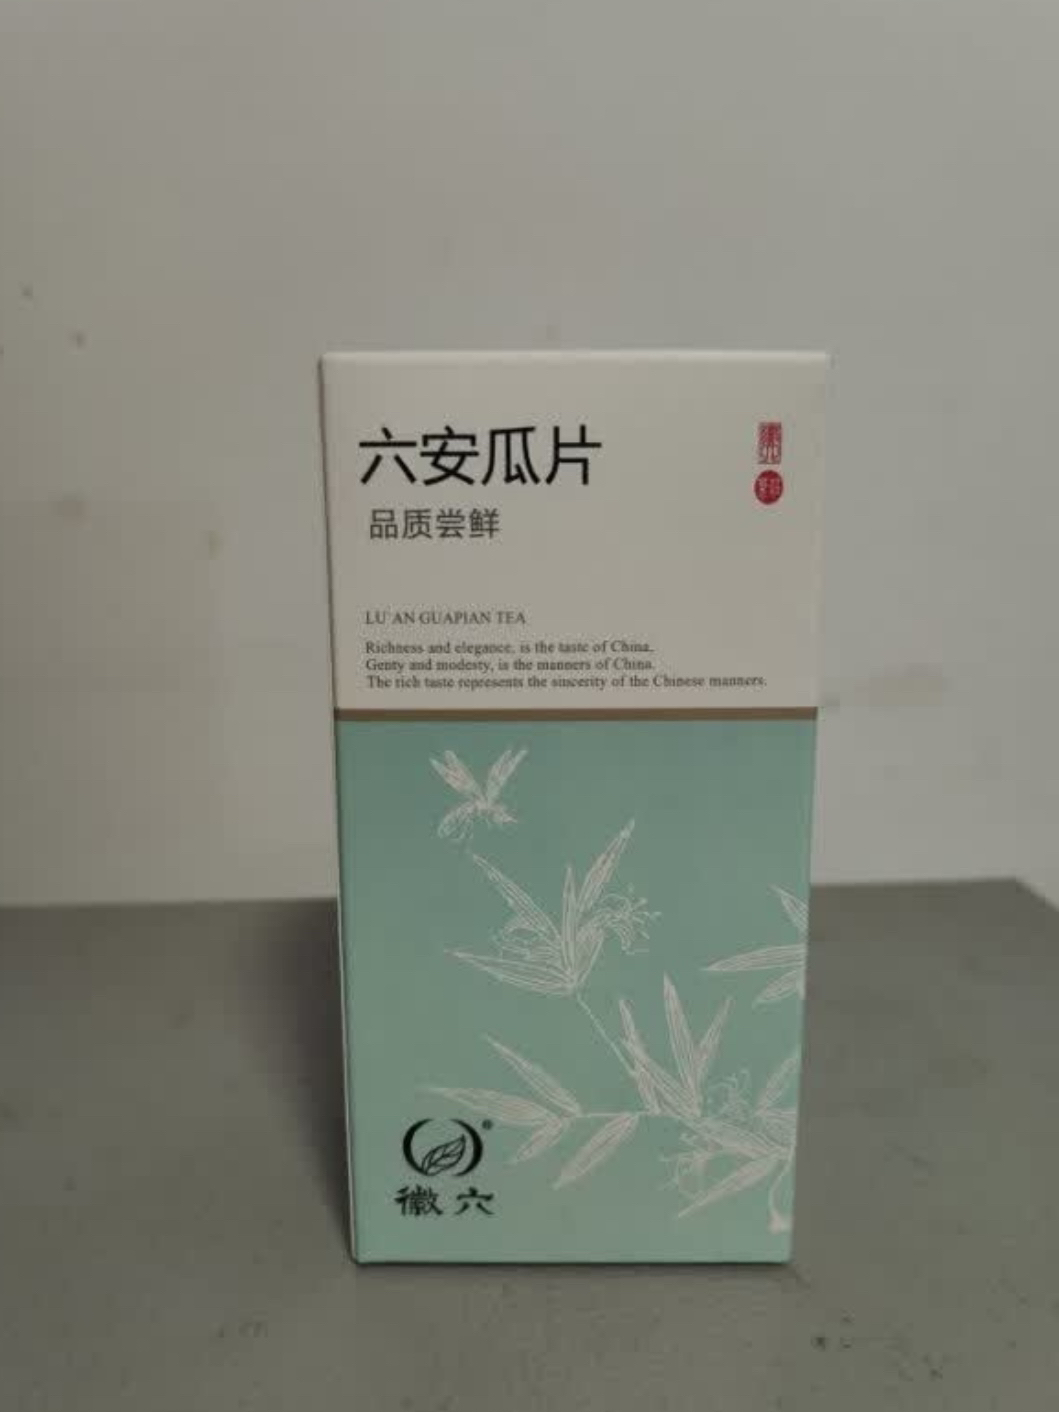 六安瓜片
品质尝鲜
LU'AN GUAPIAN TEA
Richness and elegance, is the taste of China.
Genty and modesty, is the manners of China.
The rich taste represents the sincerity of the Chinese manners.
®
徽六